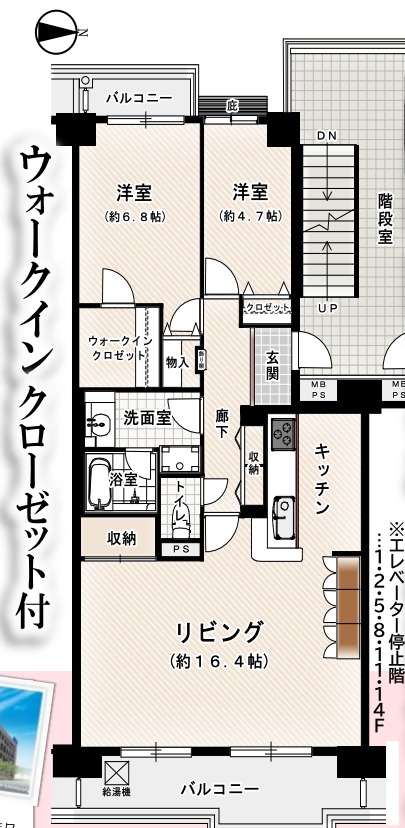 N
バルコニー
庇
DN
洋室
(約6.8帖)
洋室
(約4.7帖)
階段室
UP
クロゼット
ウォークイン
クロゼット
物入
玄関
MB
PS
MB
PS
洗面室
廊下
収納
キッチン
浴室
トイレ
収納
PS
リビング
(約16.4帖)
給湯機
バルコニー
ウォークインクローゼット付
※エレベーター停止階
…1・2・5・8・11・14F